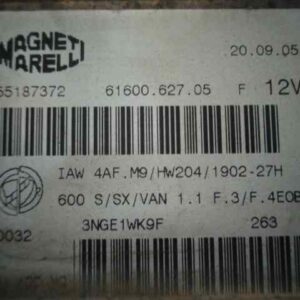 MAGNETI
MARELLI
20.09.05
55187372 61600.627.05 F 12V
IAW 4AF.M9/HW204/1902-27H
600 S/SX/VAN 1.1 F.3/F.4EOB
3NGE1WK9F 263
0032